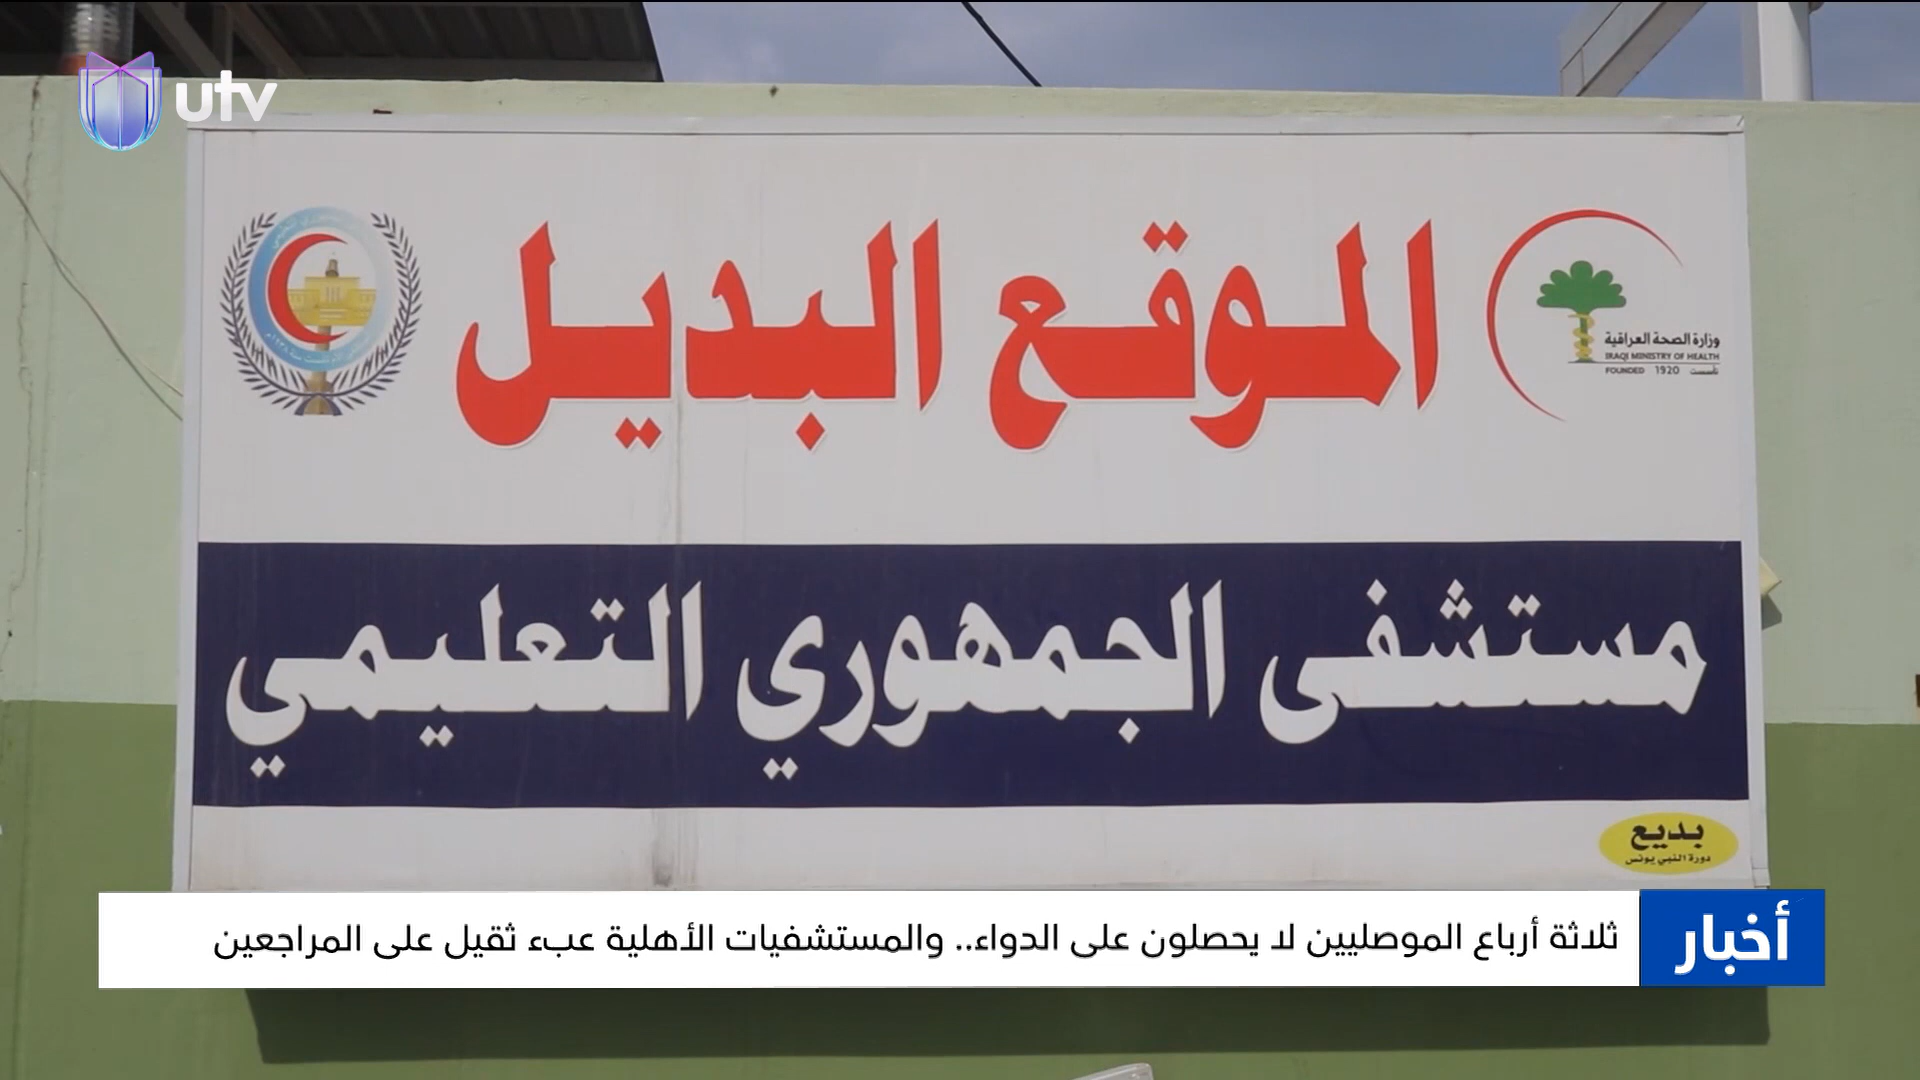 utv
الموقع البديل
وزارة الصحة العراقية
IRAQI MINISTRY OF HEALTH
FOUNDED 1920 تأسست
مستشفى الجمهوري التعليمي
بديع
دورة النبي يونس
أخبار
ثلاثة أرباع الموصليين لا يحصلون على الدواء.. والمستشفيات الأهلية عبء ثقيل على المراجعين